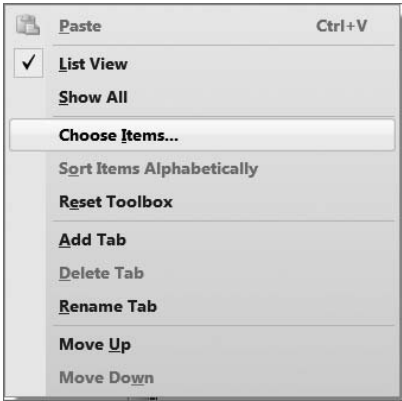 Paste Ctrl+V
List View
Show All
Choose Items...
Sort Items Alphabetically
Reset Toolbox
Add Tab
Delete Tab
Rename Tab
Move Up
Move Down